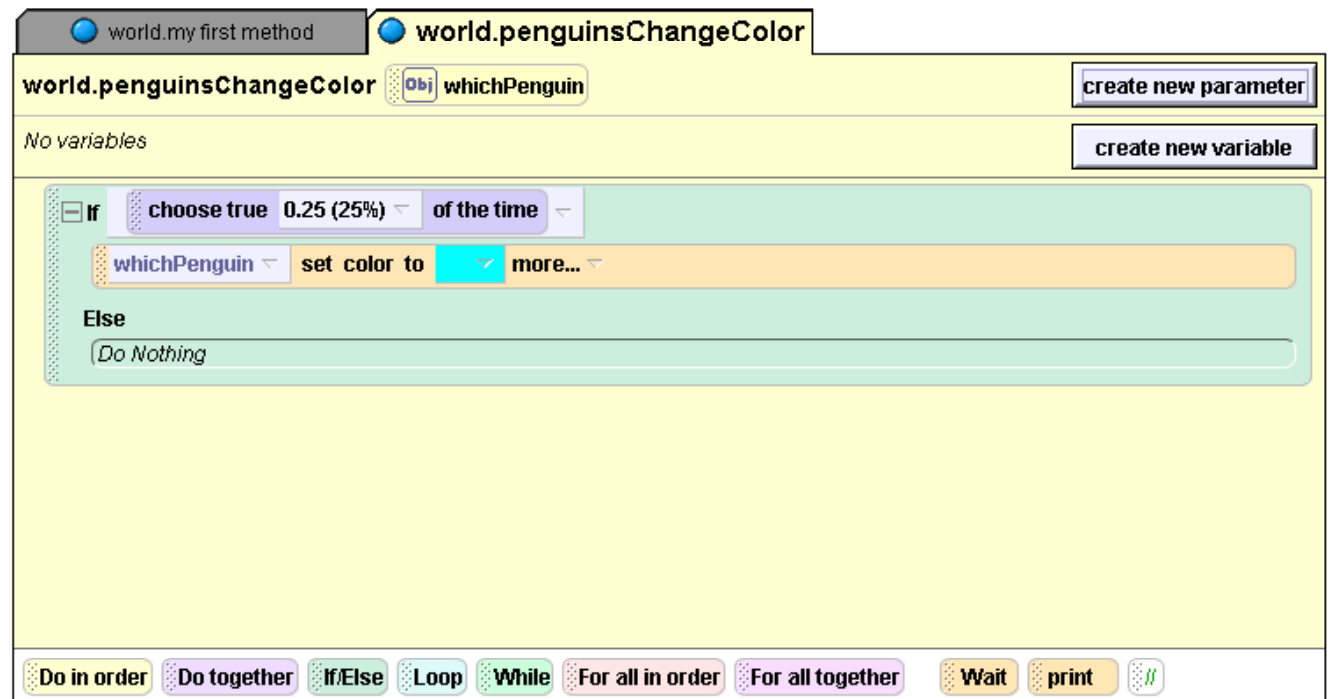 world.my first method world.penguinsChangeColor
world.penguinsChangeColor Obj whichPenguin create new parameter
No variables create new variable
If choose true 0.25 (25%) of the time
whichPenguin set color to more...
Else
Do Nothing
Do in order Do together If/Else Loop While For all in order For all together Wait print //